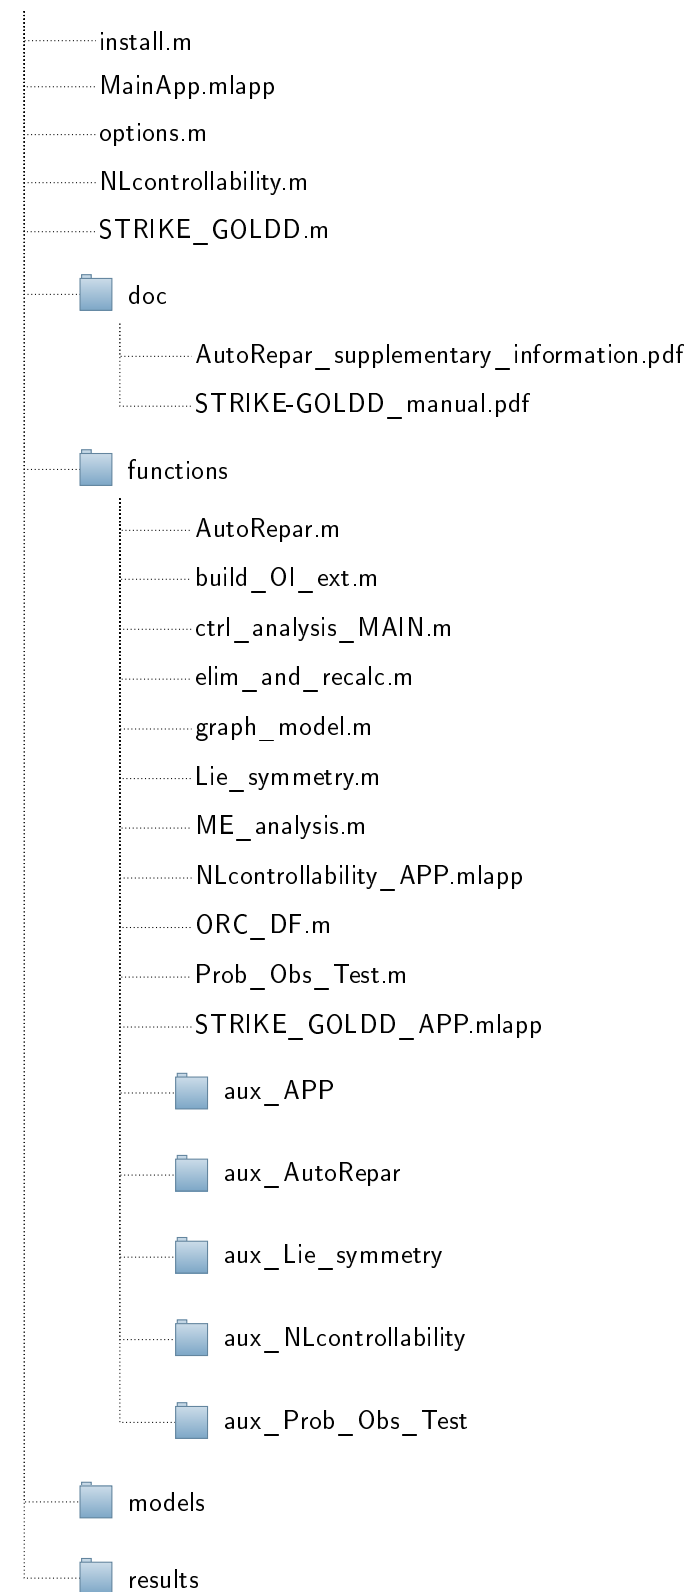 install.m
MainApp.mlapp
options.m
NLcontrollability.m
STRIKE_GOLDD.m
doc
AutoRepar_supplementary_information.pdf
STRIKE-GOLDD_manual.pdf
functions
AutoRepar.m
build_OI_ext.m
ctrl_analysis_MAIN.m
elim_and_recalc.m
graph_model.m
Lie_symmetry.m
ME_analysis.m
NLcontrollability_APP.mlapp
ORC_DF.m
Prob_Obs_Test.m
STRIKE_GOLDD_APP.mlapp
aux_APP
aux_AutoRepar
aux_Lie_symmetry
aux_NLcontrollability
aux_Prob_Obs_Test
models
results